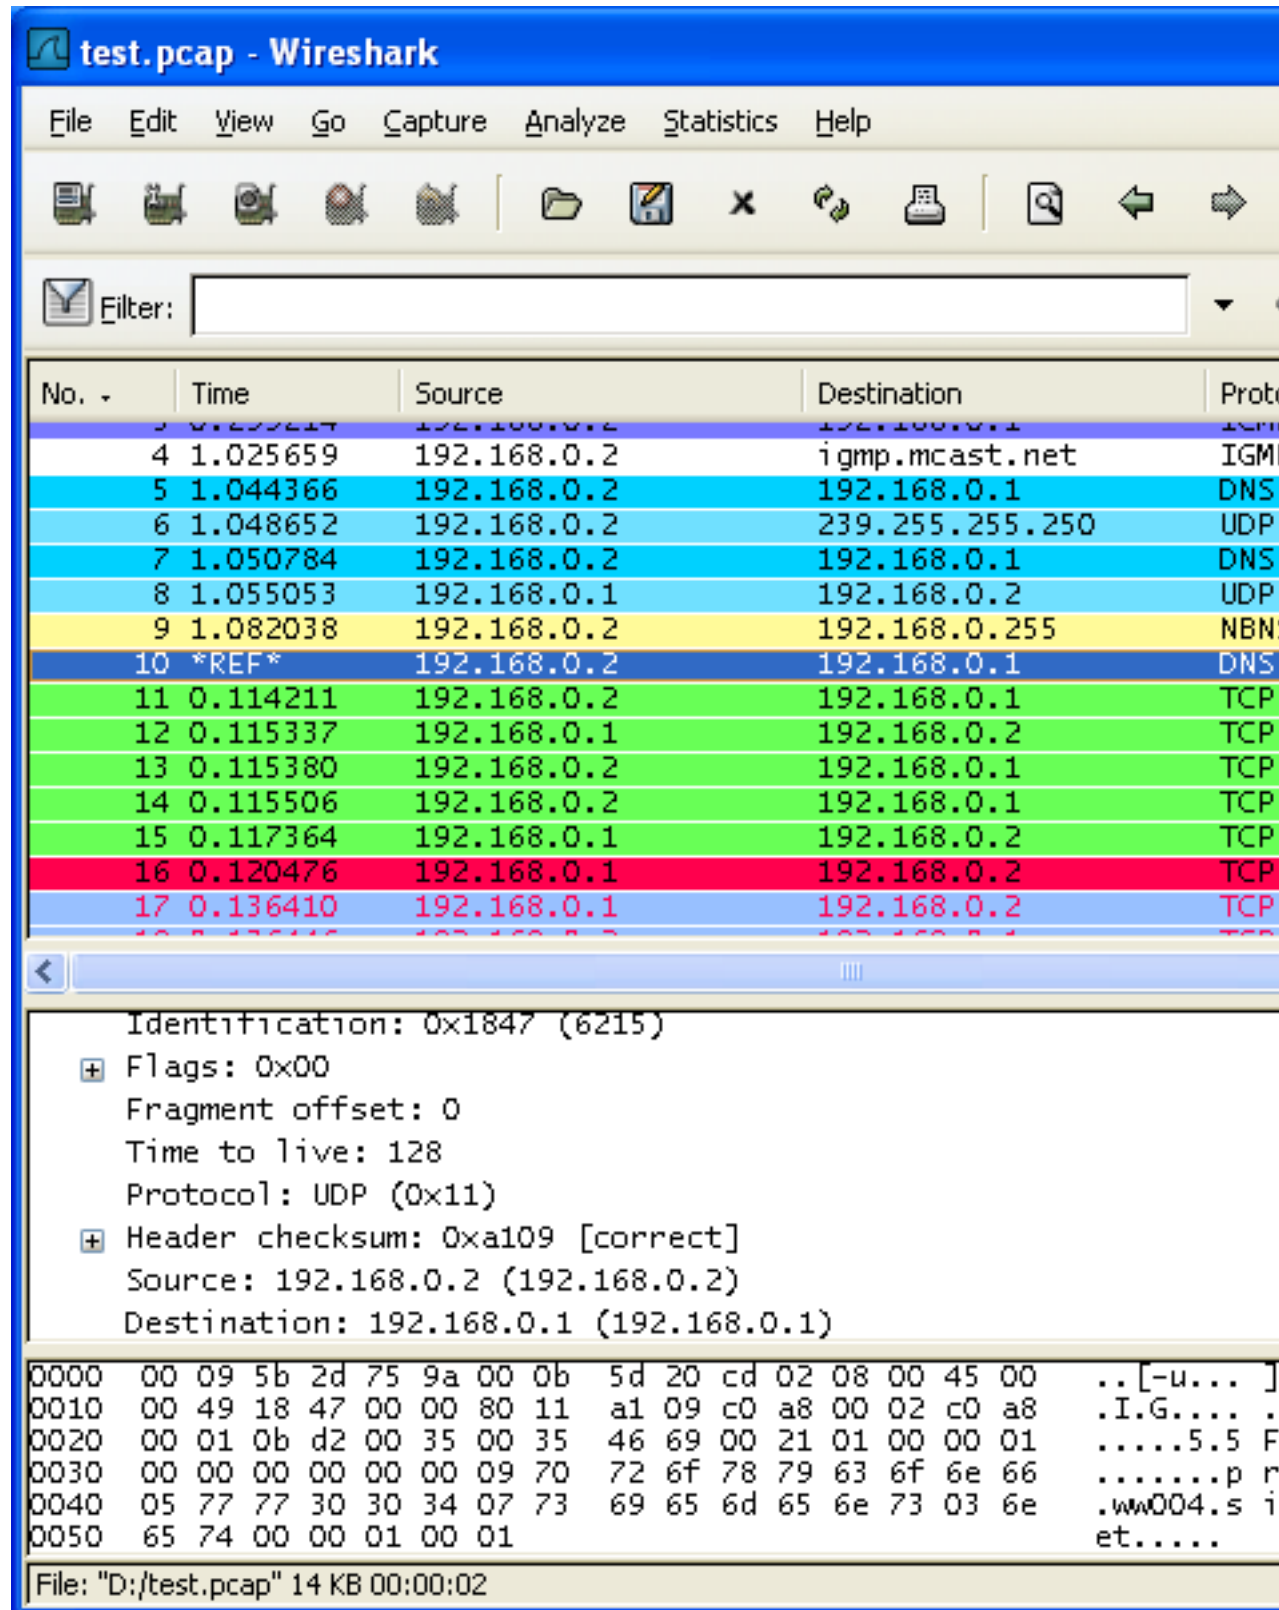 test.pcap - Wireshark
File Edit View Go Capture Analyze Statistics Help
Filter:
No. Time Source Destination
4 1.025659 192.168.0.2 igmp.mcast.net
5 1.044366 192.168.0.2 192.168.0.1 DNS
6 1.048652 192.168.0.2 239.255.255.250 UDP
7 1.050784 192.168.0.2 192.168.0.1 DNS
8 1.055053 192.168.0.1 192.168.0.2 UDP
9 1.082038 192.168.0.2 192.168.0.255
10 *REF* 192.168.0.2 192.168.0.1 DNS
11 0.114211 192.168.0.2 192.168.0.1 TCP
12 0.115337 192.168.0.1 192.168.0.2 TCP
13 0.115380 192.168.0.2 192.168.0.1 TCP
14 0.115506 192.168.0.2 192.168.0.1 TCP
15 0.117364 192.168.0.1 192.168.0.2 TCP
16 0.120476 192.168.0.1 192.168.0.2 TCP
17 0.136410 192.168.0.1 192.168.0.2 TCP
Identification: 0x1847 (6215)
Flags: 0x00
Fragment offset: 0
Time to live: 128
Protocol: UDP (0x11)
Header checksum: 0xa109 [correct]
Source: 192.168.0.2 (192.168.0.2)
Destination: 192.168.0.1 (192.168.0.1)
0000 00 09 5b 2d 75 9a 00 0b 5d 20 cd 02 08 00 45 00 ..[-u... ]
0010 00 49 18 47 00 00 80 11 a1 09 c0 a8 00 02 c0 a8 .I.G.... .
0020 00 01 0b d2 00 35 00 35 46 69 00 21 01 00 00 01 .....5.5 F
0030 00 00 00 00 00 00 09 70 72 6f 78 79 63 6f 6e 66 .......p r
0040 05 77 77 30 30 34 07 73 69 65 6d 65 6e 73 03 6e .ww004.s i
0050 65 74 00 00 01 00 01 et.....
File: "D:/test.pcap" 14 KB 00:00:02